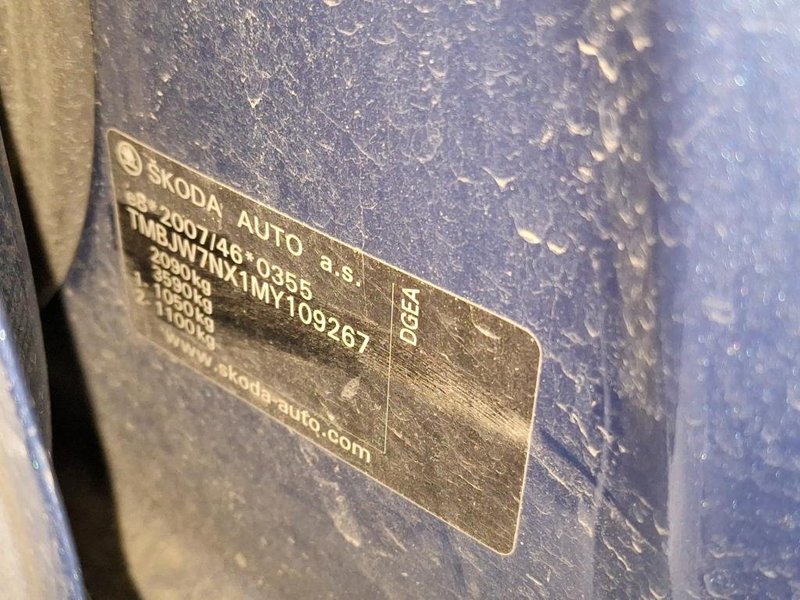 ŠKODA AUTO a.s.
e8*2007/46*0355
TMBJW7NX1MY109267
2090kg
3590kg
1- 1050kg
2- 1100kg
www.skoda-auto.com
DGEA